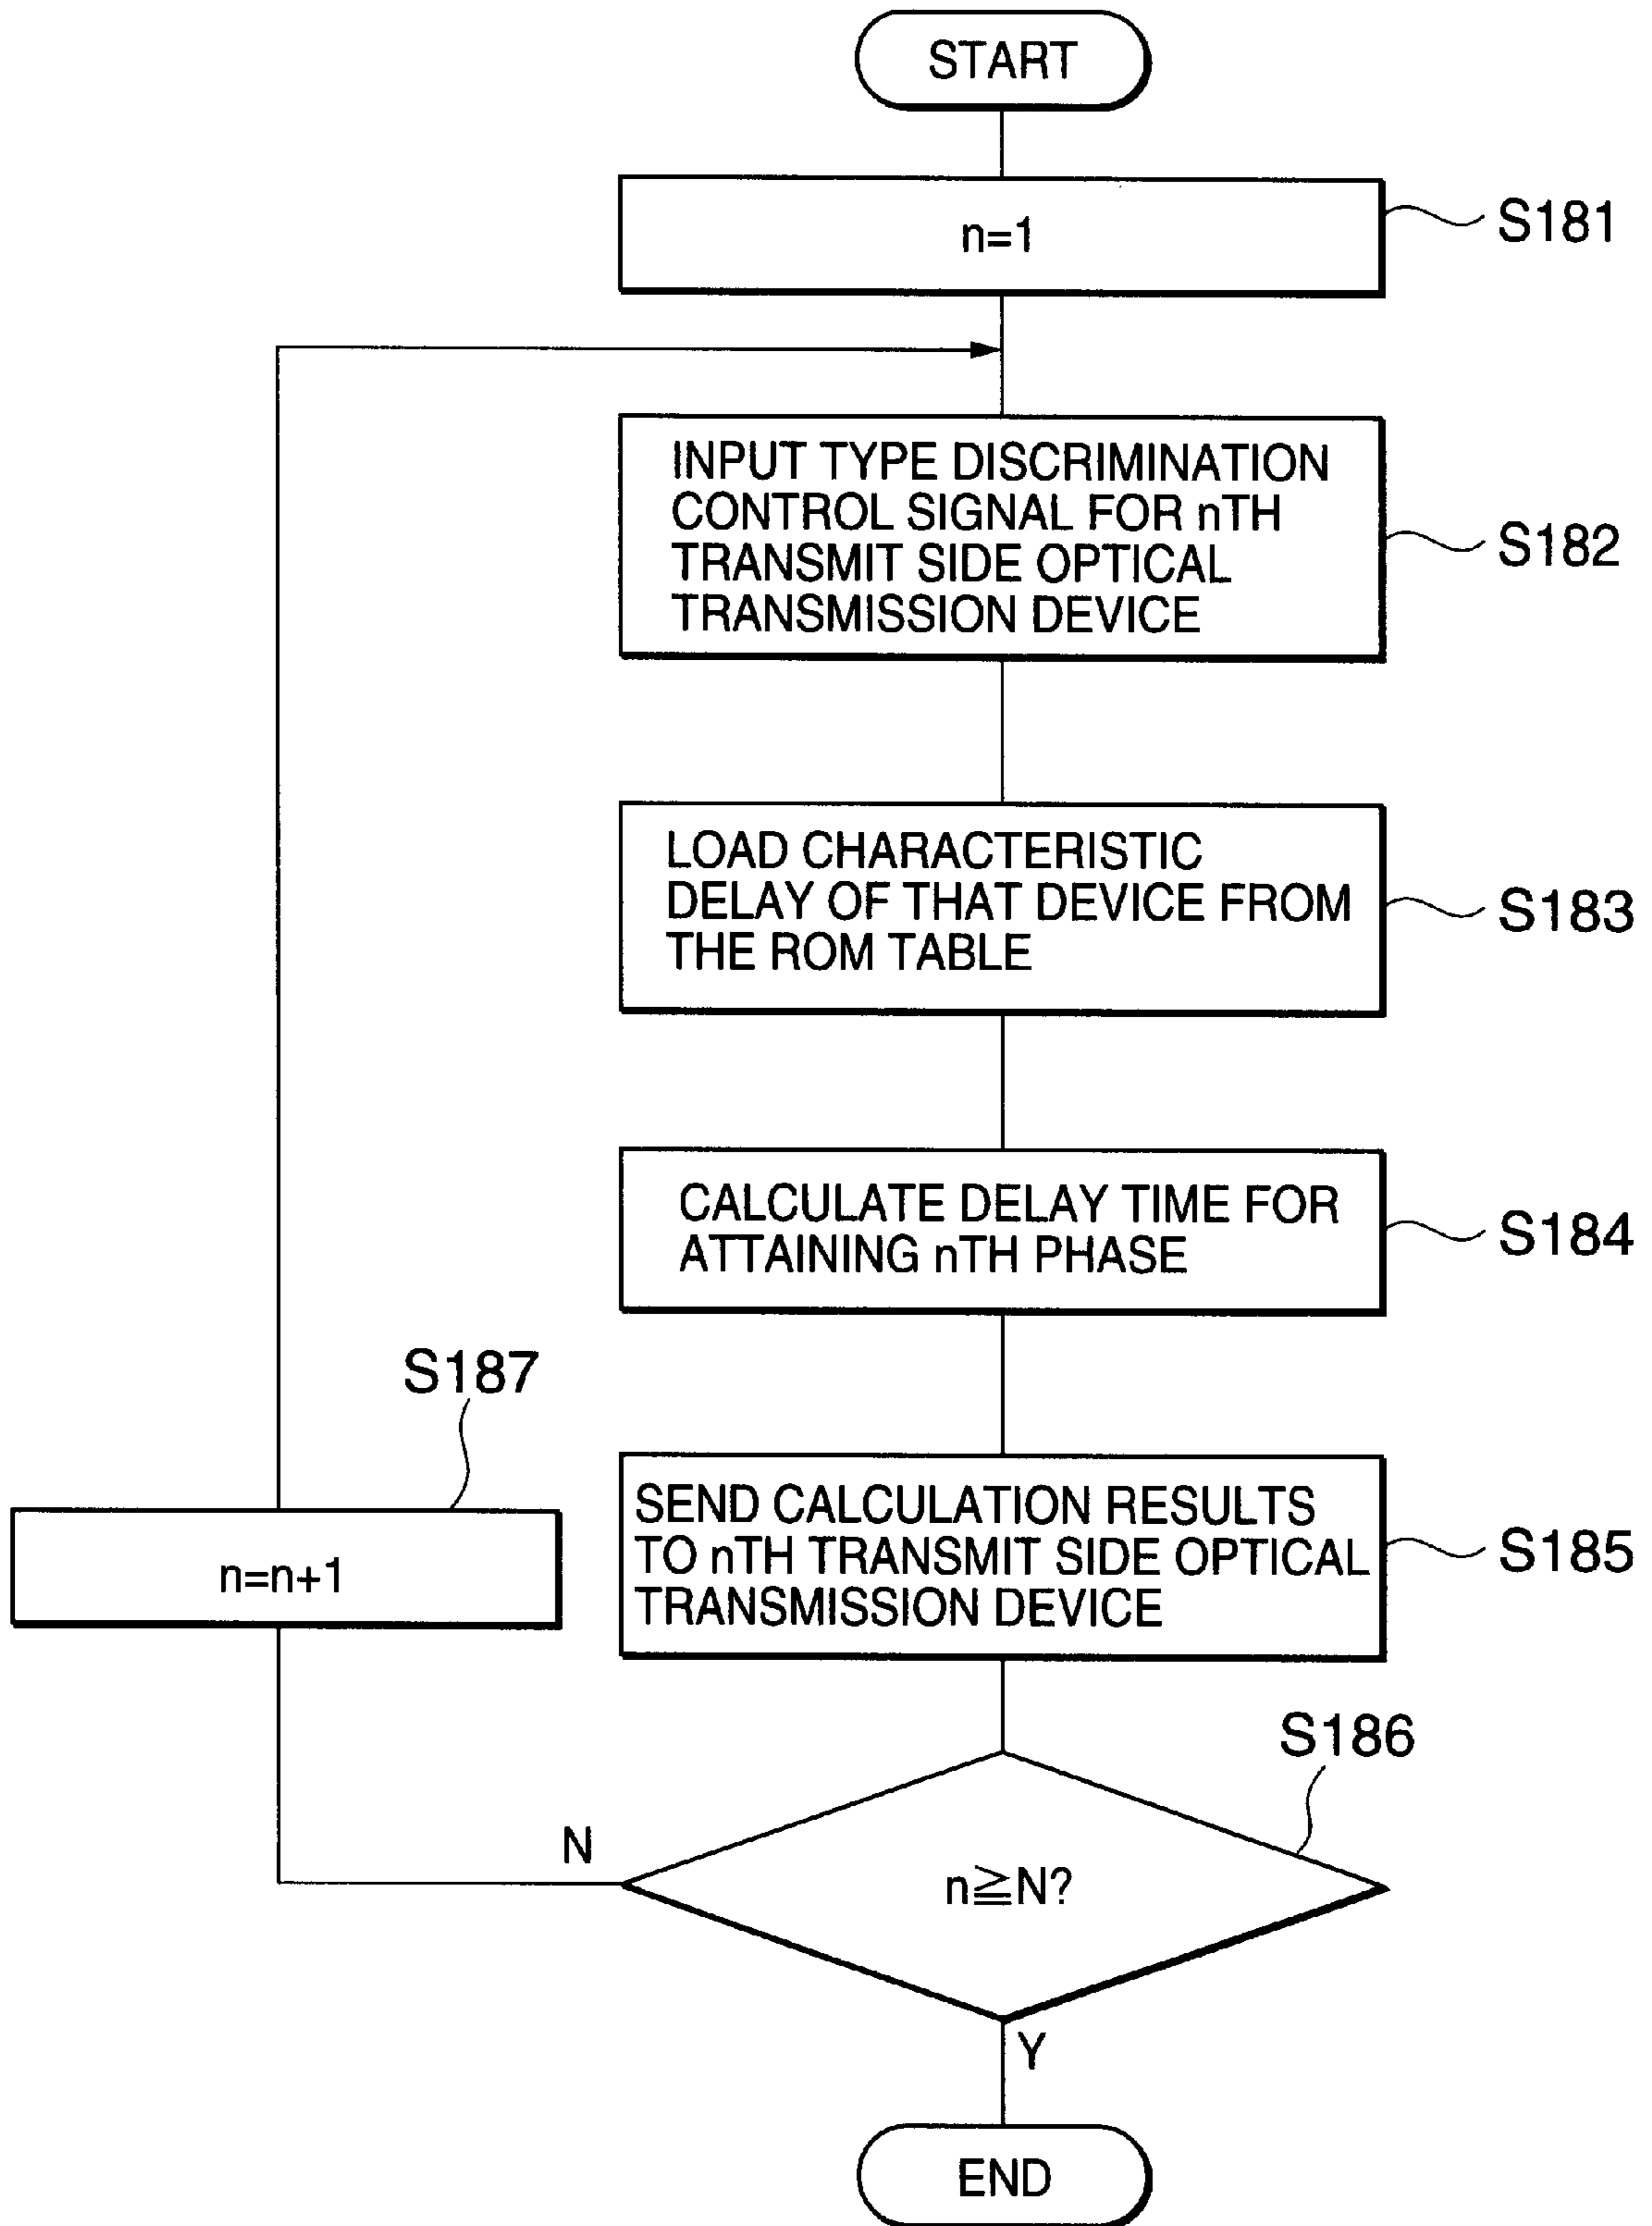 START
n=1
S181
INPUT TYPE DISCRIMINATION
CONTROL SIGNAL FOR nTH
TRANSMIT SIDE OPTICAL
TRANSMISSION DEVICE
S182
LOAD CHARACTERISTIC
DELAY OF THAT DEVICE FROM
THE ROM TABLE
S183
CALCULATE DELAY TIME FOR
ATTAINING nTH PHASE
S184
S187
n=n+1
SEND CALCULATION RESULTS
TO nTH TRANSMIT SIDE OPTICAL
TRANSMISSION DEVICE
S185
S186
N
n≧N?
Y
END